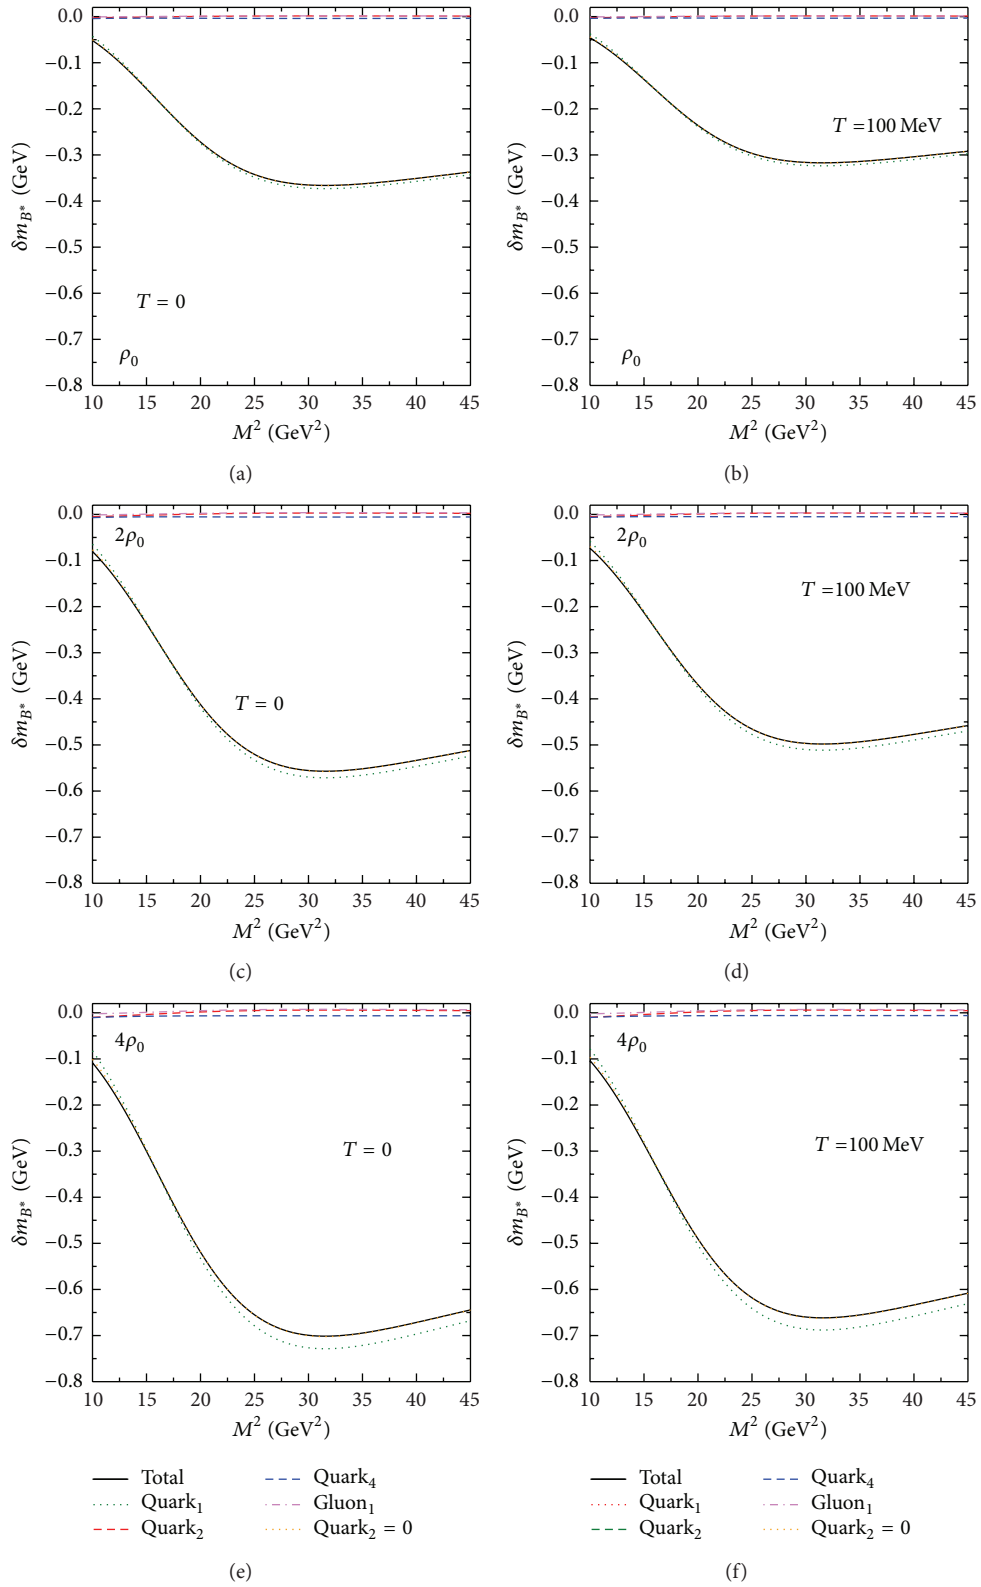 0.0
−0.1
−0.2
−0.3
−0.4
−0.5
−0.6
−0.7
−0.8
δm_B* (GeV)
T = 0
ρ₀
10 15 20 25 30 35 40 45
M² (GeV²)
(a)
0.0
−0.1
−0.2
−0.3
−0.4
−0.5
−0.6
−0.7
−0.8
δm_B* (GeV)
T =100 MeV
ρ₀
10 15 20 25 30 35 40 45
M² (GeV²)
(b)
0.0
−0.1
−0.2
−0.3
−0.4
−0.5
−0.6
−0.7
−0.8
δm_B* (GeV)
2ρ₀
T = 0
10 15 20 25 30 35 40 45
M² (GeV²)
(c)
0.0
−0.1
−0.2
−0.3
−0.4
−0.5
−0.6
−0.7
−0.8
δm_B* (GeV)
2ρ₀
T =100 MeV
10 15 20 25 30 35 40 45
M² (GeV²)
(d)
0.0
−0.1
−0.2
−0.3
−0.4
−0.5
−0.6
−0.7
−0.8
δm_B* (GeV)
4ρ₀
T = 0
10 15 20 25 30 35 40 45
M² (GeV²)
Total
Quark₁
Quark₂
Quark₄
Gluon₁
Quark₂ = 0
(e)
0.0
−0.1
−0.2
−0.3
−0.4
−0.5
−0.6
−0.7
−0.8
δm_B* (GeV)
4ρ₀
T =100 MeV
10 15 20 25 30 35 40 45
M² (GeV²)
Total
Quark₁
Quark₂
Quark₄
Gluon₁
Quark₂ = 0
(f)